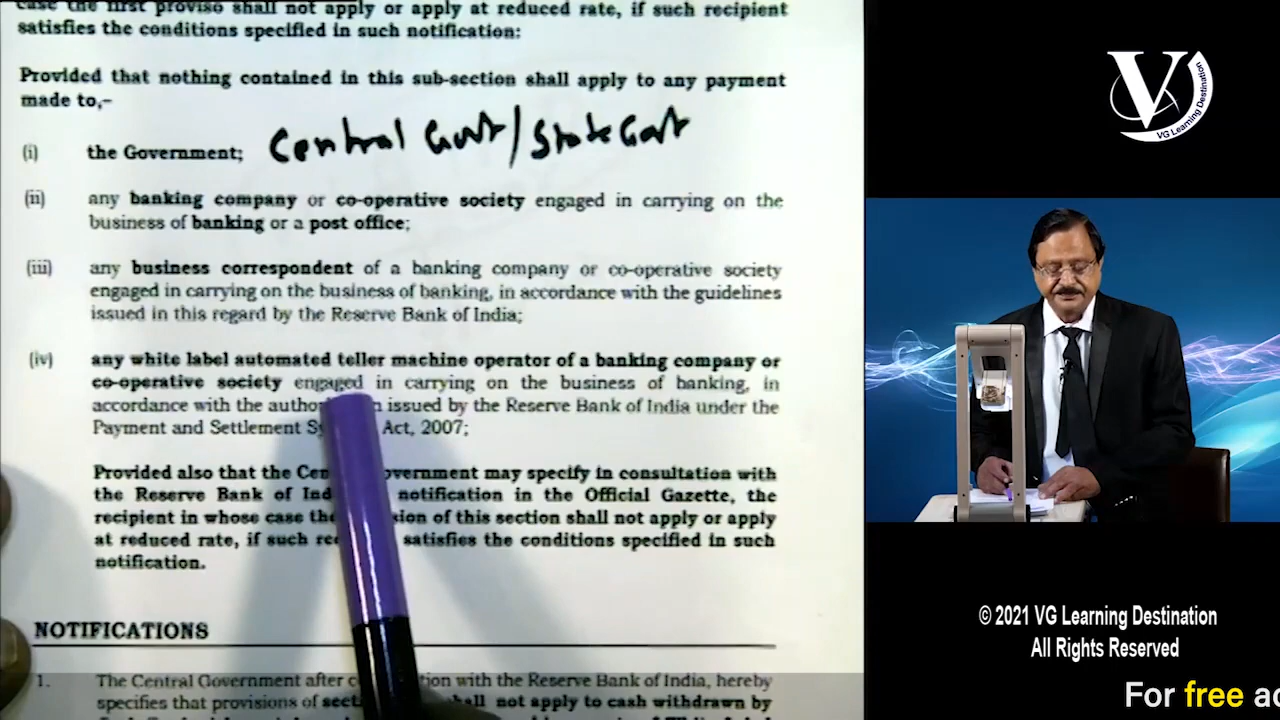 case the first proviso shall not apply or apply at reduced rate, if such recipient
satisfies the conditions specified in such notification:
Provided that nothing contained in this sub-section shall apply to any payment
made to,-
(i) the Government; Central Govt/State Govt
(ii) any banking company or co-operative society engaged in carrying on the
business of banking or a post office;
(iii) any business correspondent of a banking company or co-operative society
engaged in carrying on the business of banking, in accordance with the guidelines
issued in this regard by the Reserve Bank of India;
(iv) any white label automated teller machine operator of a banking company or
co-operative society engaged in carrying on the business of banking, in
accordance with the issued by the Reserve Bank of India under the
Payment and Settlement Act, 2007;
Provided also that the Central Government may specify in consultation with
the Reserve Bank of India notification in the Official Gazette, the
recipient in whose case the of this section shall not apply or apply
at reduced rate, if such satisfies the conditions specified in such
notification.
NOTIFICATIONS
1. The Central Government after with the Reserve Bank of India, hereby
specifies that provisions of shall not apply to cash withdrawn by
V
VG Learning Destination
© 2021 VG Learning Destination
All Rights Reserved
For free